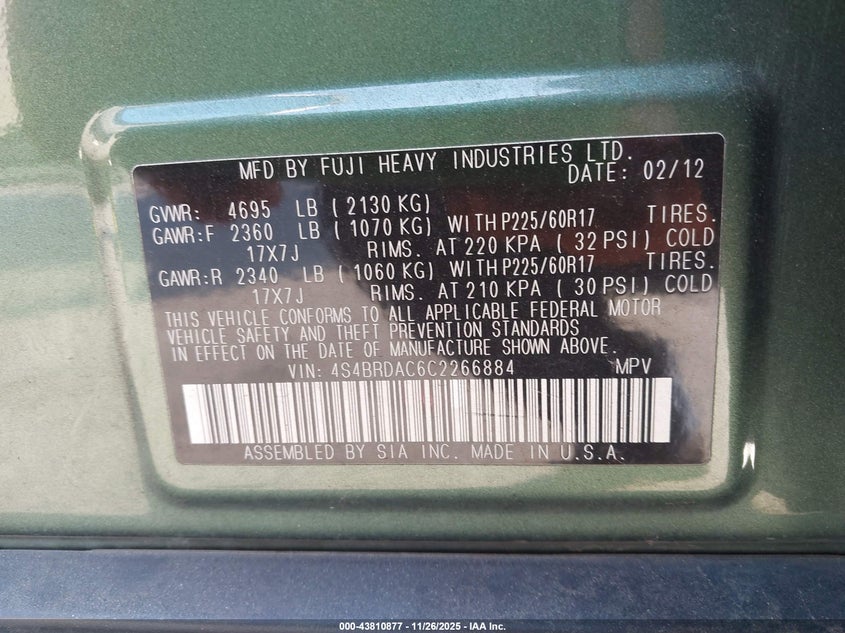 MFD BY FUJI HEAVY INDUSTRIES LTD.
DATE: 02/12
GVWR: 4695 LB (2130 KG)
GAWR:F 2360 LB (1070 KG) WITH P225/60R17 TIRES.
17X7J RIMS. AT 220 KPA (32 PSI) COLD
GAWR:R 2340 LB (1060 KG) WITH P225/60R17 TIRES.
17X7J RIMS. AT 210 KPA (30 PSI) COLD
THIS VEHICLE CONFORMS TO ALL APPLICABLE FEDERAL MOTOR
VEHICLE SAFETY AND THEFT PREVENTION STANDARDS
IN EFFECT ON THE DATE OF MANUFACTURE SHOWN ABOVE.
VIN: 4S4BRDAC6C2266884 MPV
ASSEMBLED BY SIA INC. MADE IN U.S.A.
000-43810877 - 11/26/2025 - IAA Inc.